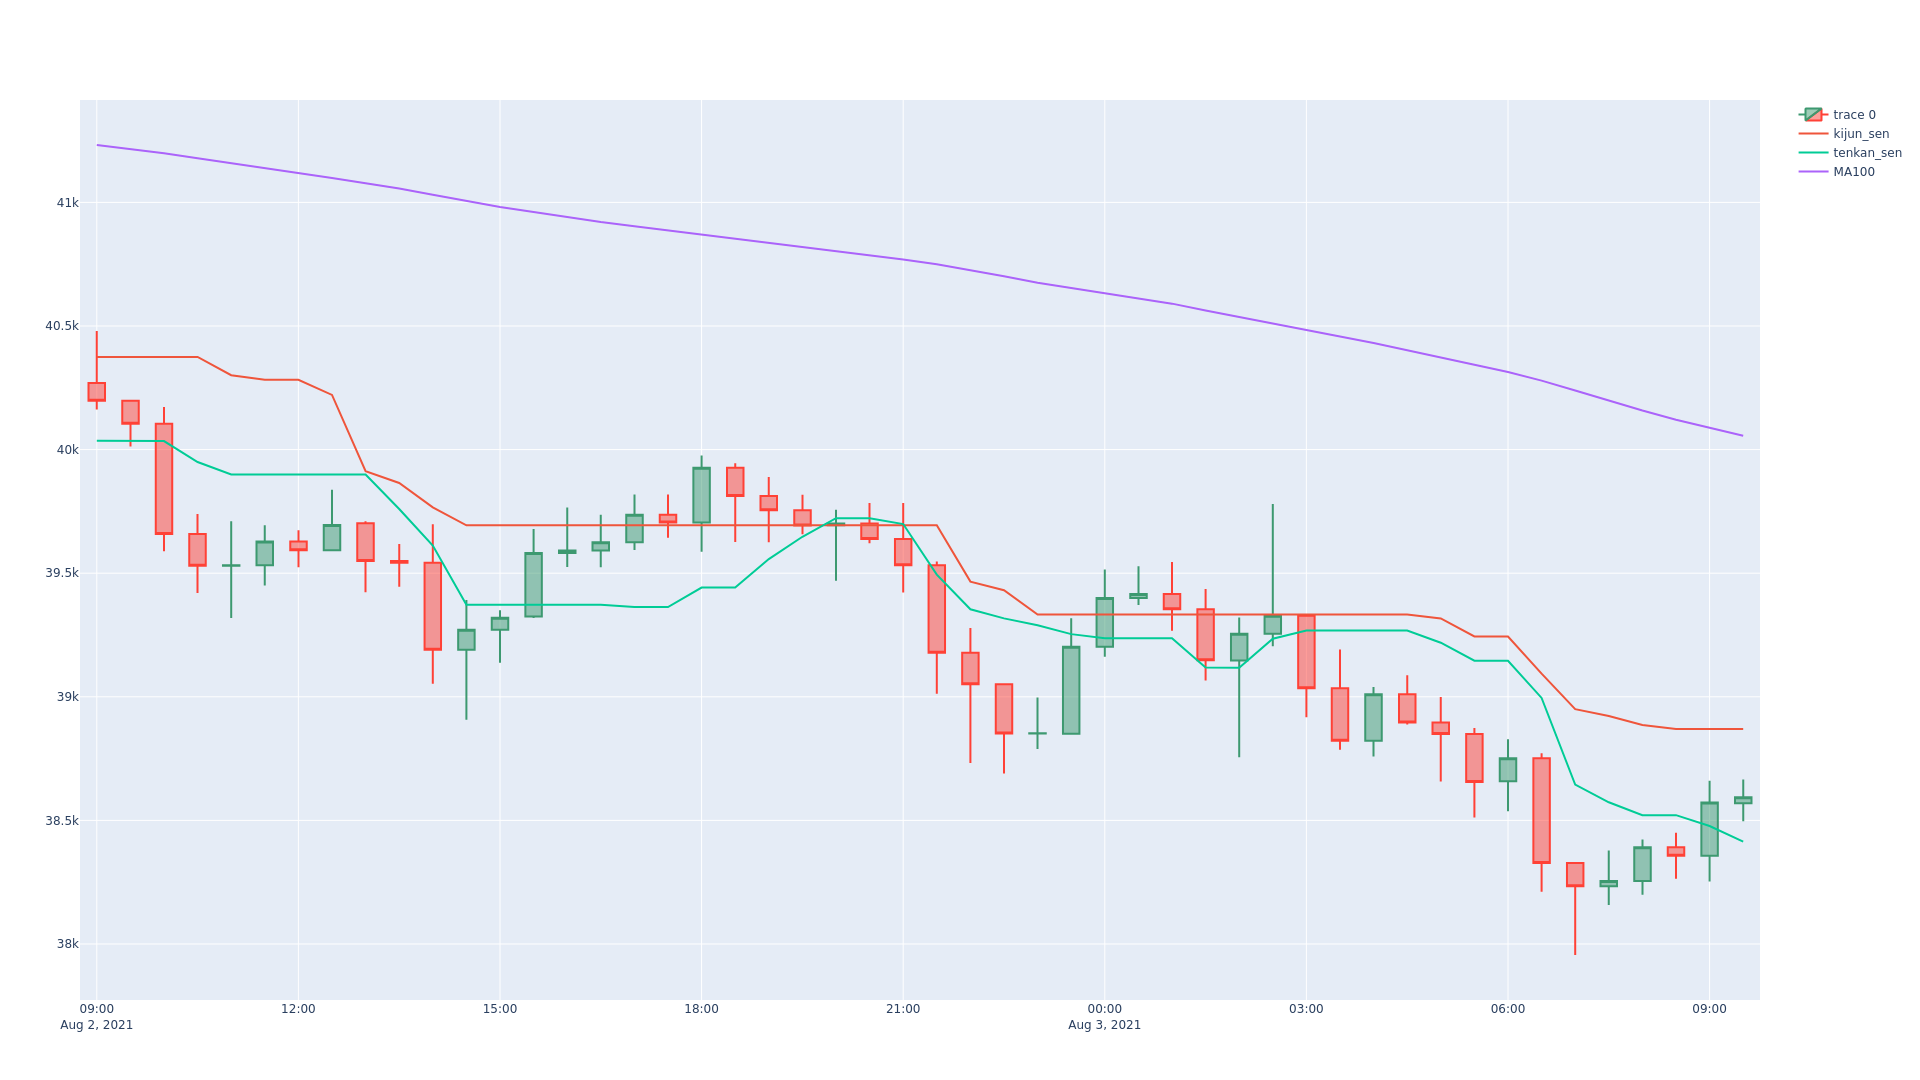 trace 0
kijun_sen
tenkan_sen
MA100
41k
40.5k
40k
39.5k
39k
38.5k
38k
09:00 12:00 15:00 18:00 21:00 00:00 03:00 06:00 09:00
Aug 2, 2021 Aug 3, 2021